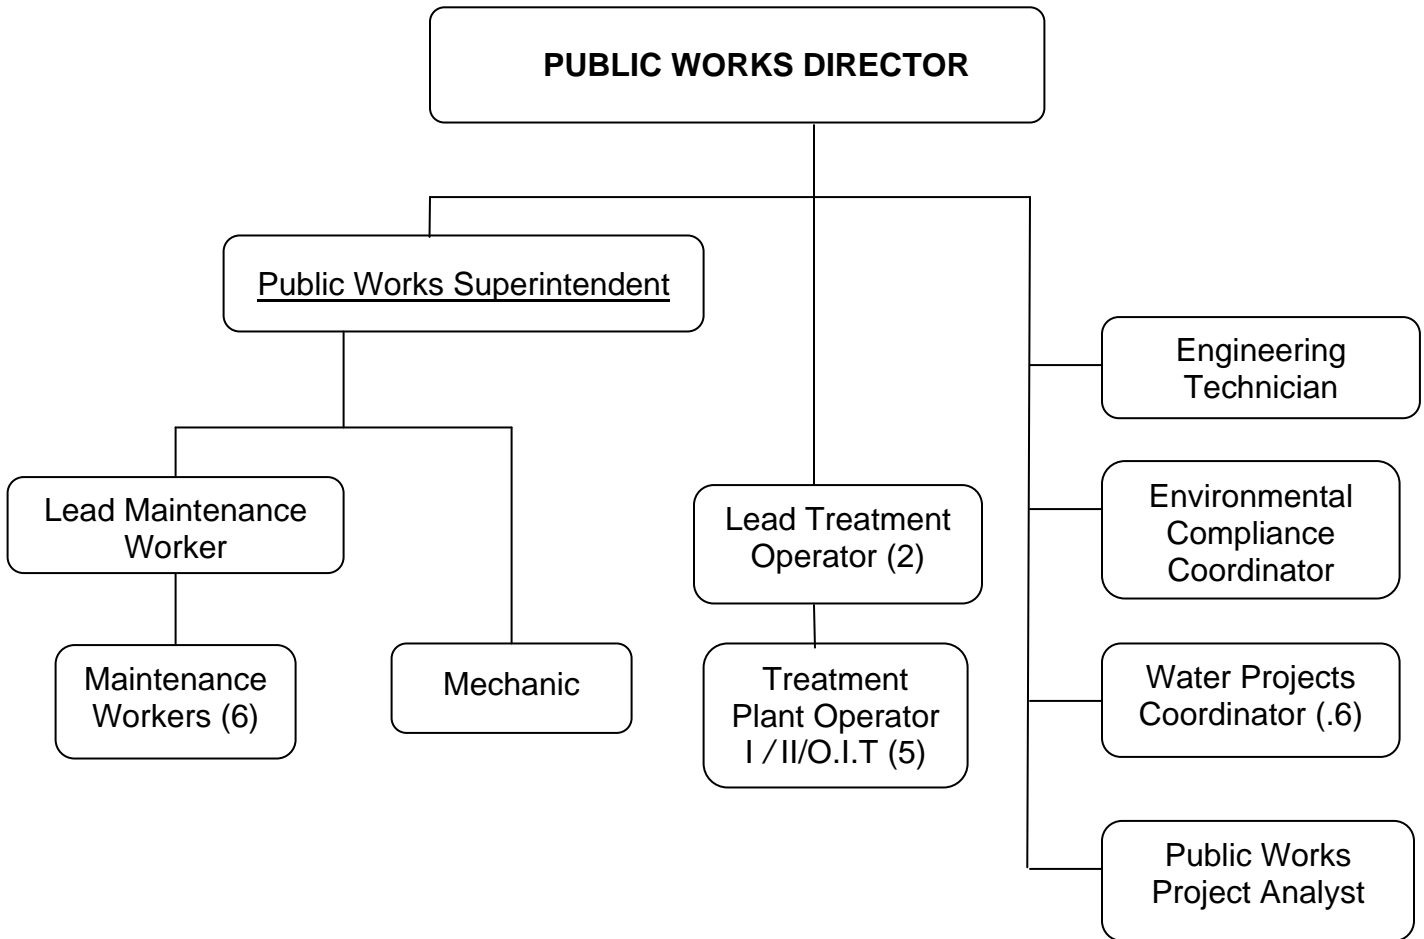 PUBLIC WORKS DIRECTOR
Public Works Superintendent
Engineering
Technician
Lead Maintenance
Worker
Lead Treatment
Operator (2)
Environmental
Compliance
Coordinator
Maintenance
Workers (6)
Mechanic
Treatment
Plant Operator
I / II/O.I.T (5)
Water Projects
Coordinator (.6)
Public Works
Project Analyst